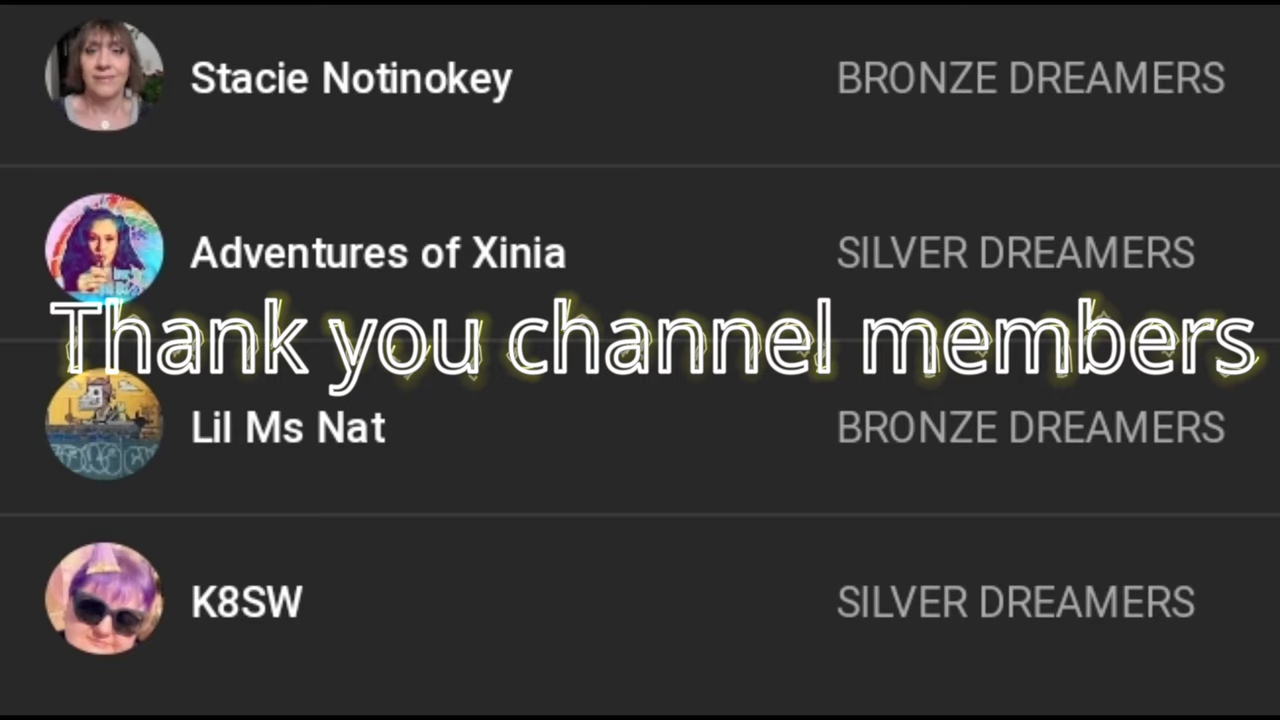 Stacie Notinokey BRONZE DREAMERS
Adventures of Xinia SILVER DREAMERS
Thank you channel members
Lil Ms Nat BRONZE DREAMERS
K8SW SILVER DREAMERS